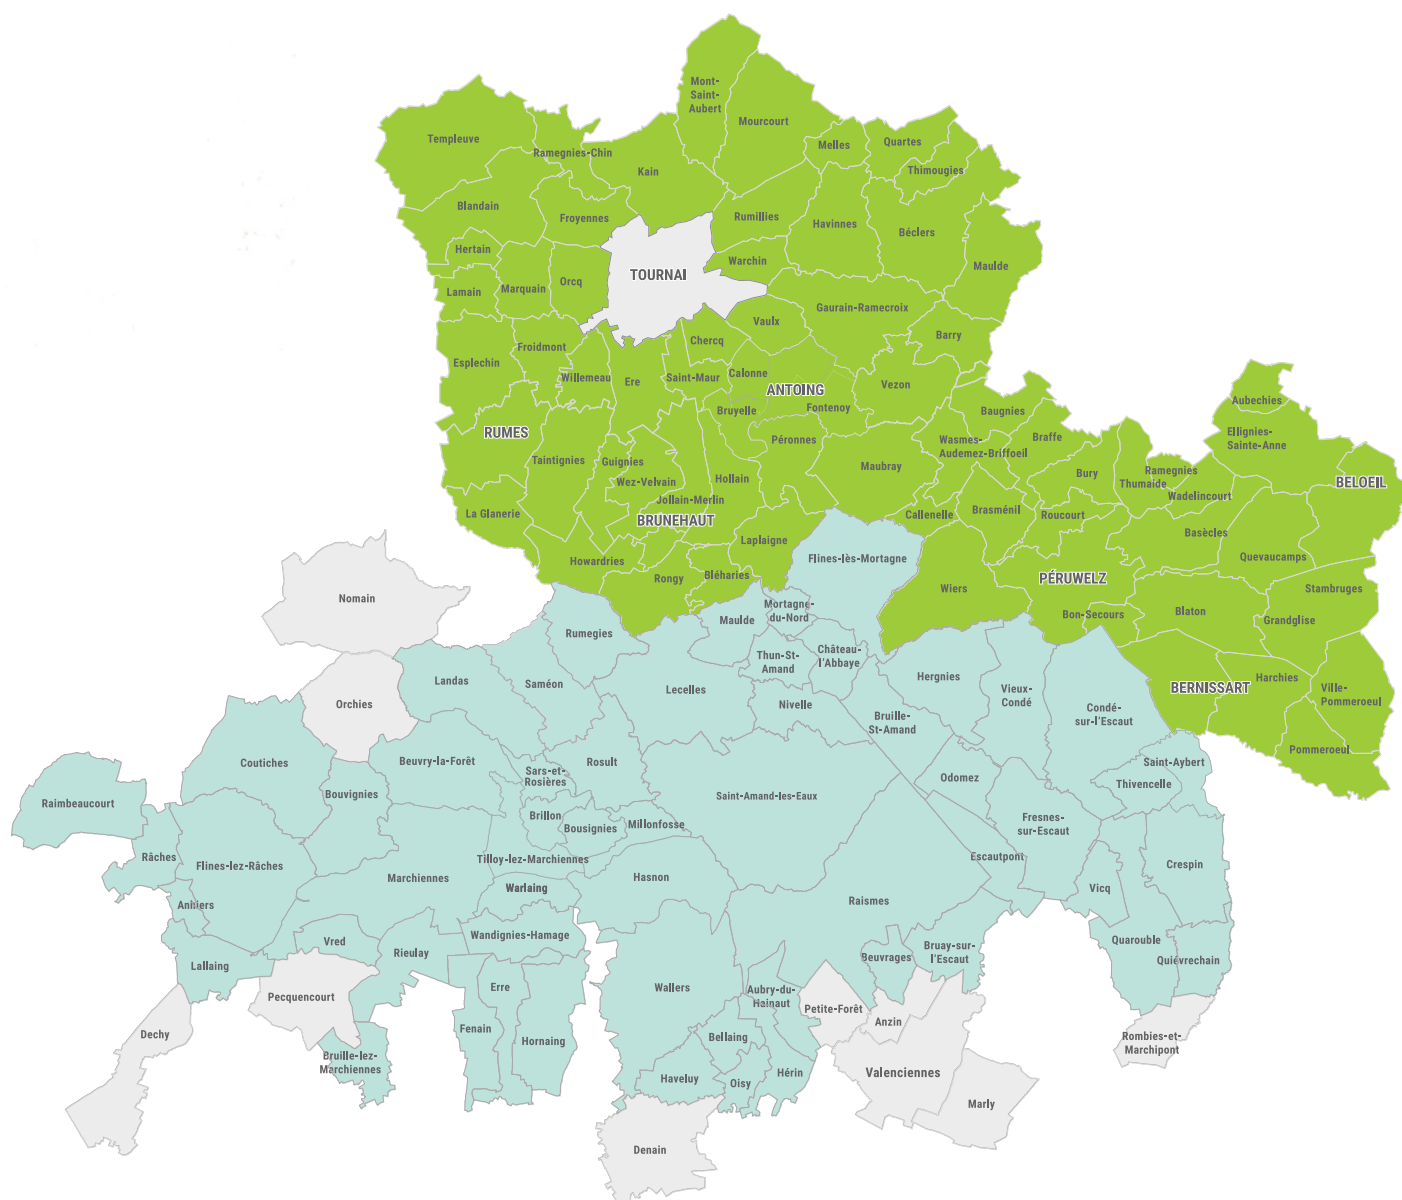 Mont-
Saint-
Aubert
Mourcourt
Templeuve
Ramegnies-Chin
Kain
Melles
Quartes
Thimougies
Blandain
Froyennes
Rumillies
Havinnes
Béclers
Hertain
Warchin
Maulde
TOURNAI
Lamain
Marquain
Orcq
Gaurain-Ramecroix
Vaulx
Barry
Chercq
Froidmont
Esplechin
Willemeau
Ere
Saint-Maur
Calonne
ANTOING
Vezon
Bruyelle
Fontenoy
Baugnies
Aubechies
RUMES
Péronnes
Wasmes-
Audemez-Briffoeil
Braffe
Ellignies-
Sainte-Anne
Taintignies
Guignies
Maubray
Bury
Ramegnies
Thumaide
Wez-Velvain
Hollain
BELOEIL
Jollain-Merlin
Wadelincourt
La Glanerie
BRUNEHAUT
Callenelle
Brasménil
Roucourt
Laplaigne
Basècles
Howardries
Flines-lès-Mortagne
Quevaucamps
Rongy
Bléharies
Wiers
PÉRUWELZ
Stambruges
Nomain
Mortagne-
du-Nord
Bon-Secours
Blaton
Grandglise
Rumegies
Maulde
Thun-St-
Amand
Château-
l'Abbaye
Landas
Saméon
Lecelles
Hergnies
Vieux-
Condé
BERNISSART
Harchies
Ville-
Pommeroeul
Orchies
Nivelle
Bruille-
St-Amand
Condé-
sur-l'Escaut
Pommeroeul
Coutiches
Beuvry-la-Forêt
Sars-et-
Rosières
Rosult
Saint-Aybert
Odomez
Thivencelle
Raimbeaucourt
Bouvignies
Saint-Amand-les-Eaux
Brillon
Bousignies
Millonfosse
Fresnes-
sur-Escaut
Râches
Flines-lez-Râches
Tilloy-lez-Marchiennes
Escautpont
Crespin
Marchiennes
Warlaing
Hasnon
Vicq
Anhiers
Raismes
Vred
Wandignies-Hamage
Rieulay
Bruay-sur-
l'Escaut
Quarouble
Lallaing
Beuvrages
Quiévrechain
Pecquencourt
Erre
Wallers
Aubry-du-
Hainaut
Petite-Forêt
Anzin
Dechy
Fenain
Hornaing
Bellaing
Rombies-et-
Marchipont
Bruille-lez-
Marchiennes
Haveluy
Oisy
Hérin
Valenciennes
Marly
Denain